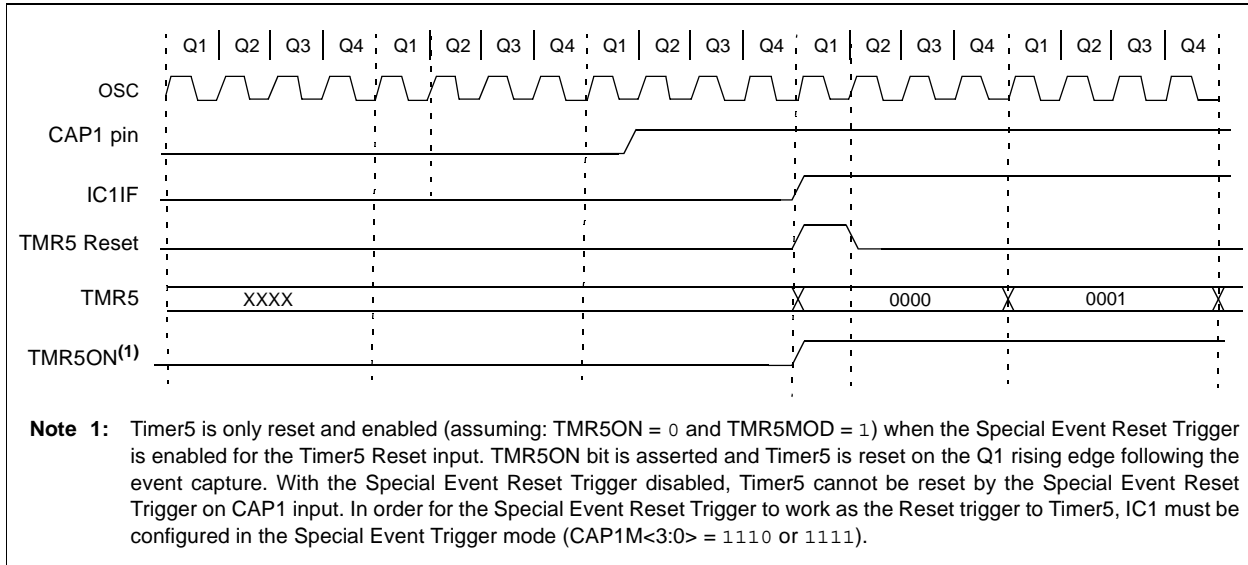 Q1 Q2 Q3 Q4 Q1 Q2 Q3 Q4 Q1 Q2 Q3 Q4 Q1 Q2 Q3 Q4 Q1 Q2 Q3 Q4
OSC
CAP1 pin
IC1IF
TMR5 Reset
TMR5 XXXX 0000 0001
TMR5ON(1)
Note 1: Timer5 is only reset and enabled (assuming: TMR5ON = 0 and TMR5MOD = 1) when the Special Event Reset Trigger
is enabled for the Timer5 Reset input. TMR5ON bit is asserted and Timer5 is reset on the Q1 rising edge following the
event capture. With the Special Event Reset Trigger disabled, Timer5 cannot be reset by the Special Event Reset
Trigger on CAP1 input. In order for the Special Event Reset Trigger to work as the Reset trigger to Timer5, IC1 must be
configured in the Special Event Trigger mode (CAP1M<3:0> = 1110 or 1111).